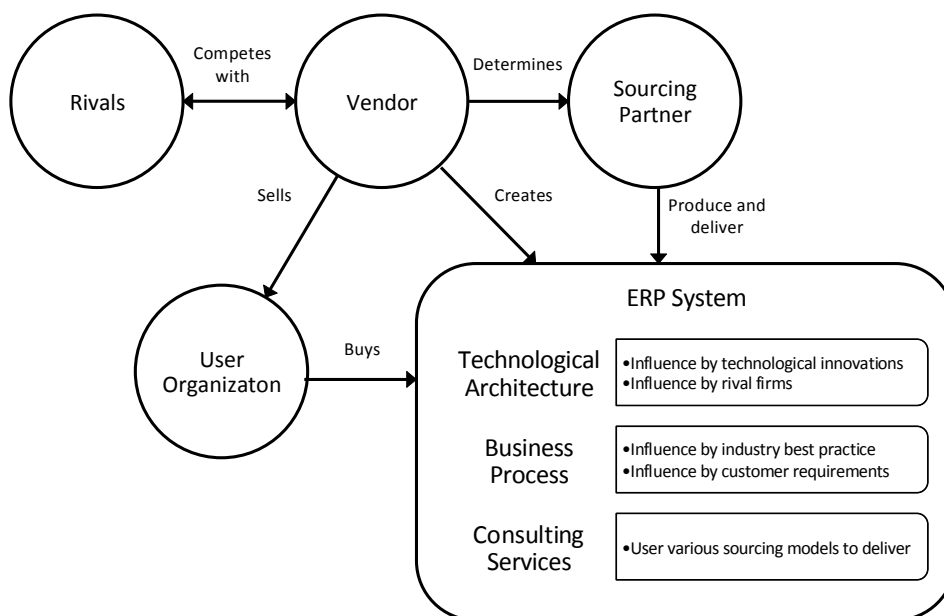 Competes
with
Determines
Rivals
Vendor
Sourcing
Partner
Sells
Creates
Produce and
deliver
ERP System
User
Organizaton
Buys
Technological
Architecture
•Influence by technological innovations
•Influence by rival firms
Business
Process
•Influence by industry best practice
•Influence by customer requirements
Consulting
Services
•User various sourcing models to deliver